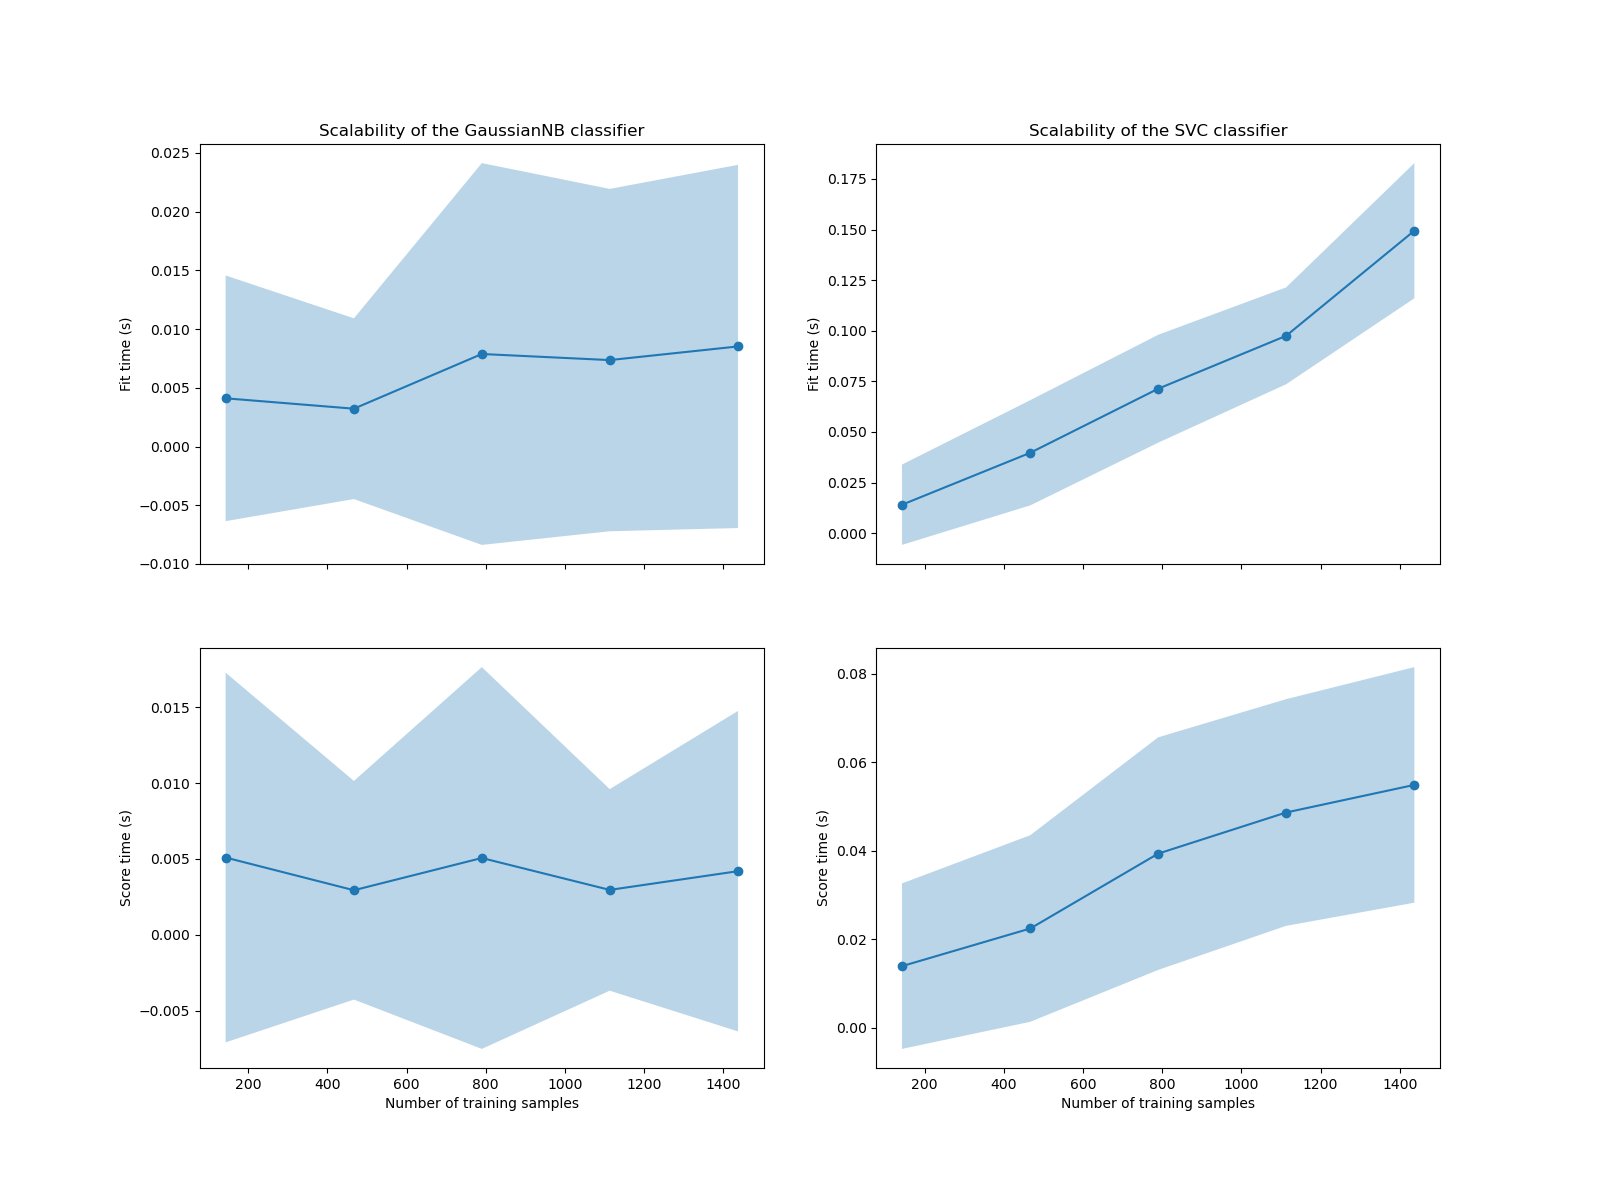 Scalability of the GaussianNB classifier
0.025
0.020
0.015
0.010
0.005
0.000
−0.005
−0.010
Fit time (s)
Scalability of the SVC classifier
0.175
0.150
0.125
0.100
0.075
0.050
0.025
0.000
Fit time (s)
0.015
0.010
0.005
0.000
−0.005
Score time (s)
200 400 600 800 1000 1200 1400
Number of training samples
0.08
0.06
0.04
0.02
0.00
Score time (s)
200 400 600 800 1000 1200 1400
Number of training samples